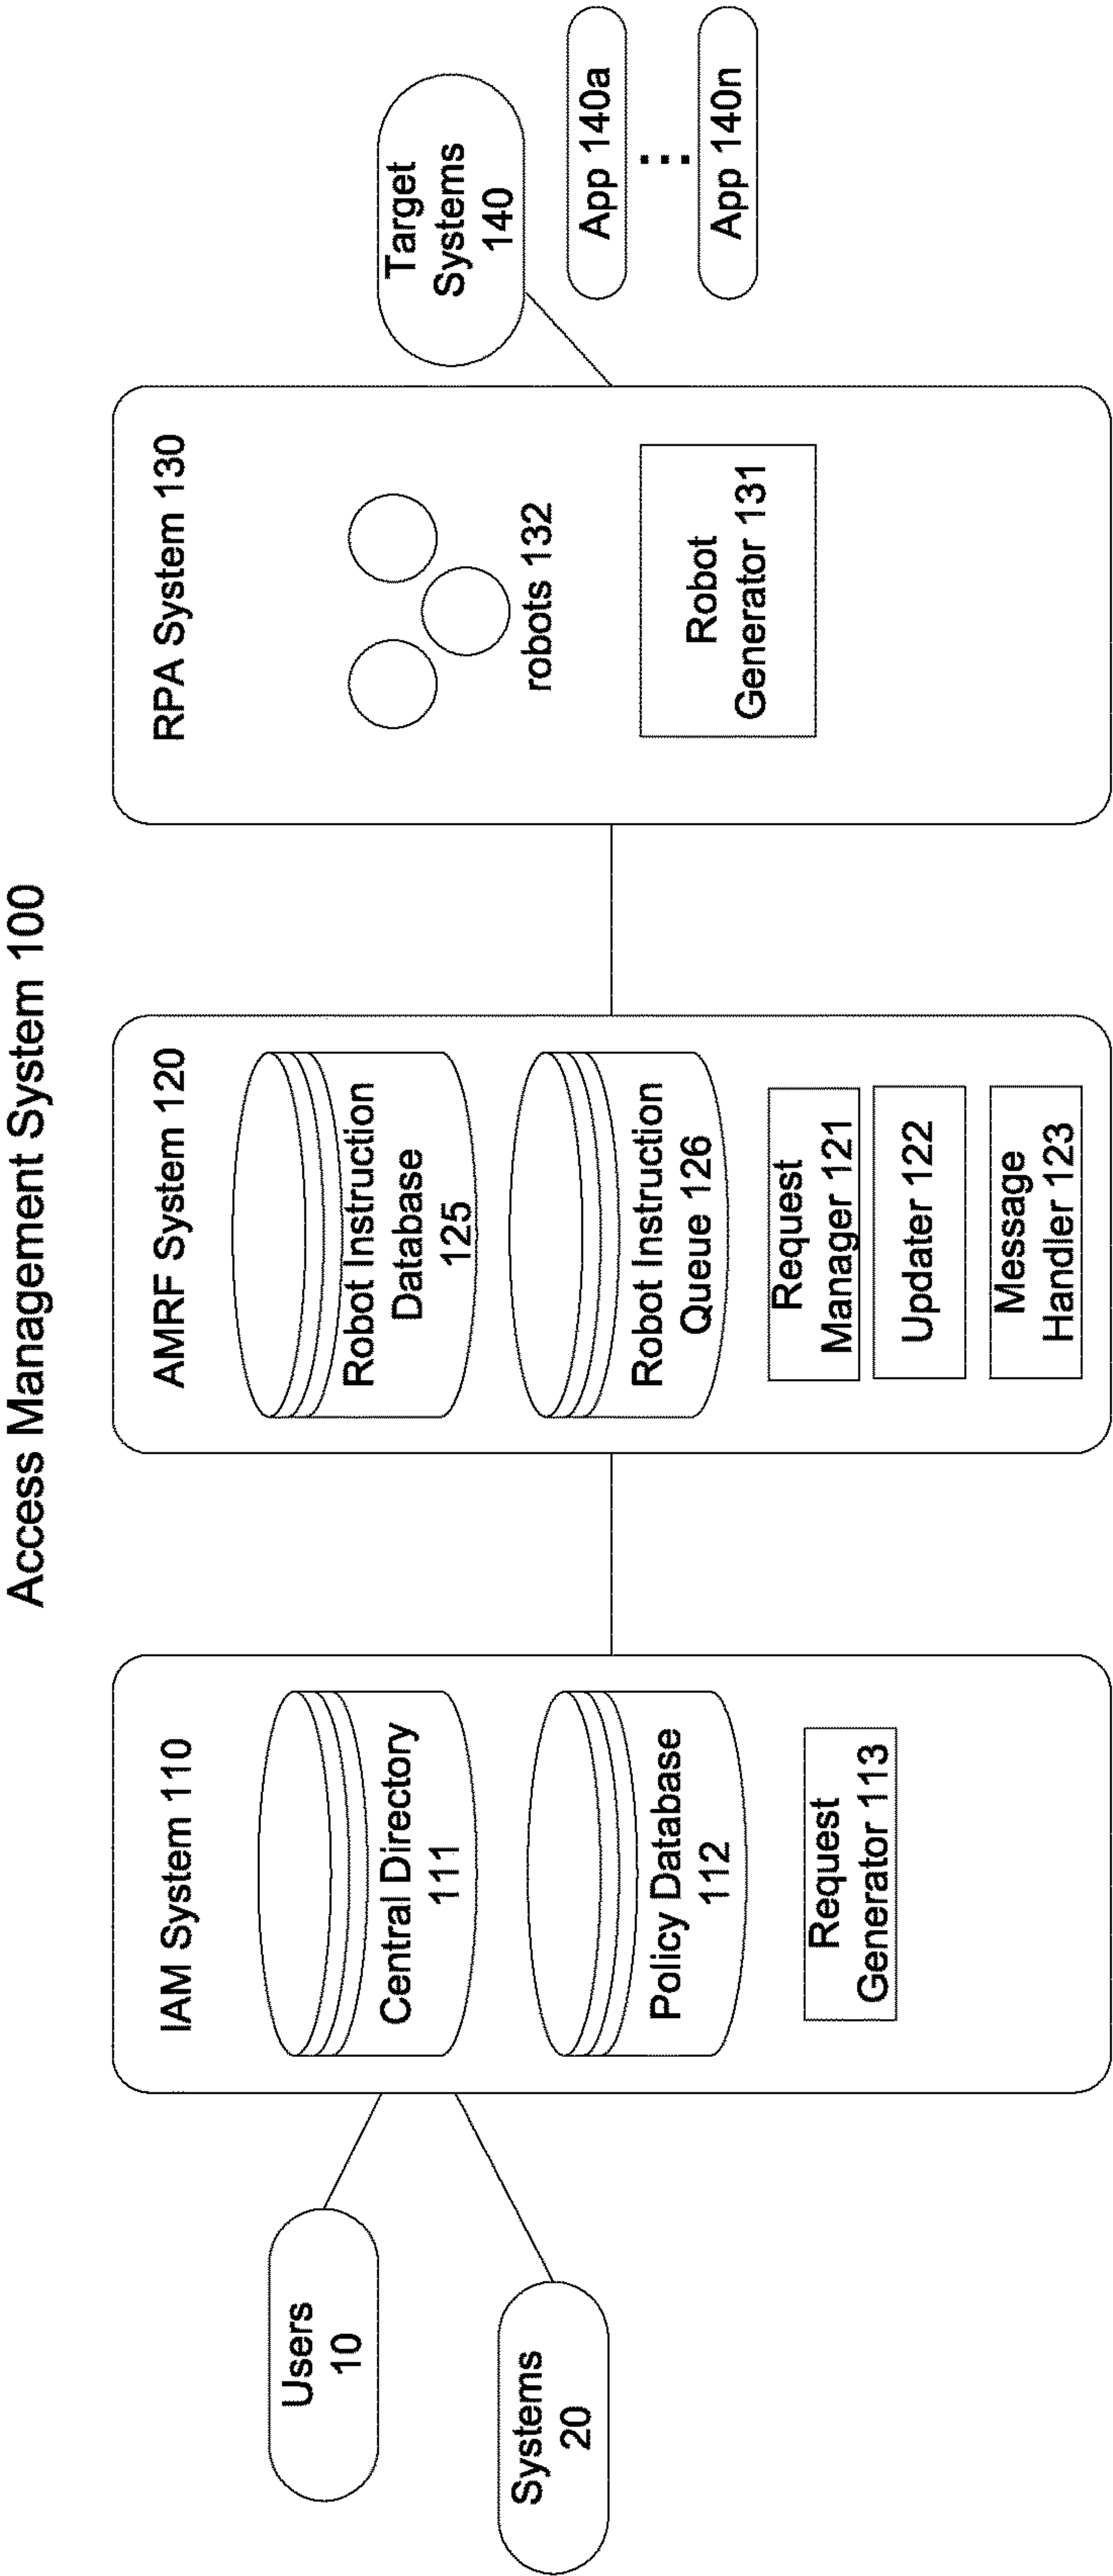 Access Management System 100
Users
10
Systems
20
IAM System 110
Central Directory
111
Policy Database
112
Request
Generator 113
AMRF System 120
Robot Instruction
Database
125
Robot Instruction
Queue 126
Request
Manager 121
Updater 122
Message
Handler 123
RPA System 130
robots 132
Robot
Generator 131
Target
Systems
140
App 140a
...
App 140n